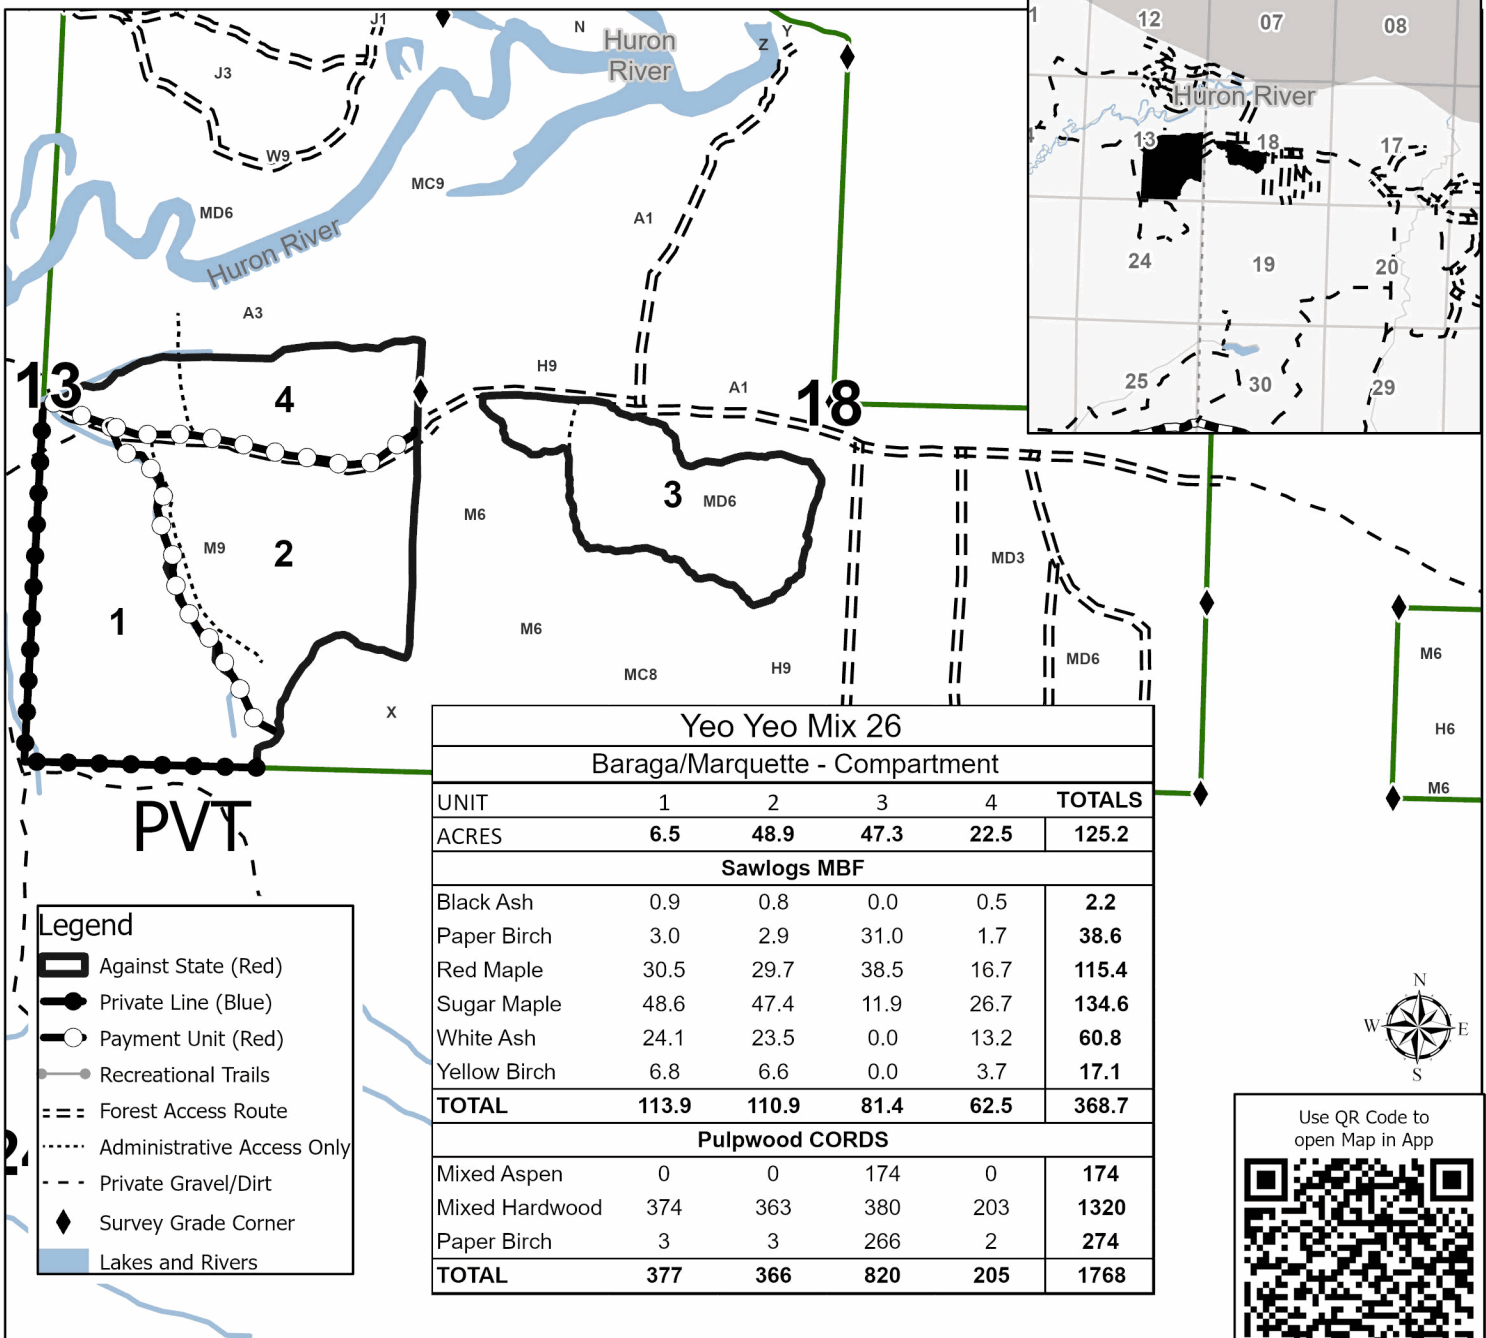 J1
N
Huron
River
Z
Y
J3
W9
MC9
MD6
A1
Huron River
A3
13
4
H9
A1
18
3
MD6
M6
M9
2
MD3
1
M6
MC8
H9
MD6
X
M6
H6
M6
PVT
1
12
07
08
Huron River
13
18
17
24
19
20
25
30
29
Yeo Yeo Mix 26
Baraga/Marquette - Compartment
UNIT 1 2 3 4 TOTALS
ACRES 6.5 48.9 47.3 22.5 125.2
Sawlogs MBF
Black Ash 0.9 0.8 0.0 0.5 2.2
Paper Birch 3.0 2.9 31.0 1.7 38.6
Red Maple 30.5 29.7 38.5 16.7 115.4
Sugar Maple 48.6 47.4 11.9 26.7 134.6
White Ash 24.1 23.5 0.0 13.2 60.8
Yellow Birch 6.8 6.6 0.0 3.7 17.1
TOTAL 113.9 110.9 81.4 62.5 368.7
Pulpwood CORDS
Mixed Aspen 0 0 174 0 174
Mixed Hardwood 374 363 380 203 1320
Paper Birch 3 3 266 2 274
TOTAL 377 366 820 205 1768
Legend
Against State (Red)
Private Line (Blue)
Payment Unit (Red)
Recreational Trails
Forest Access Route
Administrative Access Only
Private Gravel/Dirt
Survey Grade Corner
Lakes and Rivers
N
W E
S
Use QR Code to
open Map in App